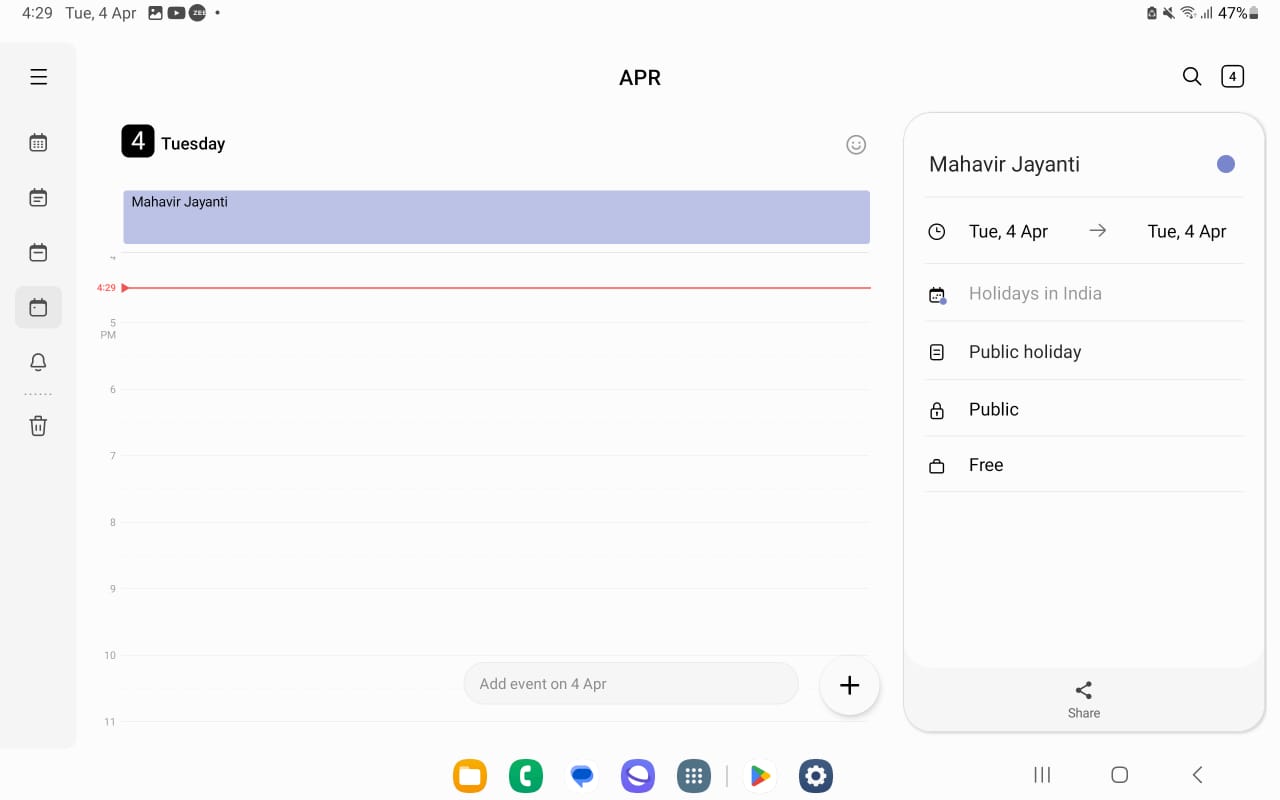 4:29 Tue, 4 Apr
47%
APR
4
4 Tuesday
Mahavir Jayanti
4:29
5
PM
6
7
8
9
10
11
Add event on 4 Apr
Mahavir Jayanti
Tue, 4 Apr → Tue, 4 Apr
Holidays in India
Public holiday
Public
Free
Share